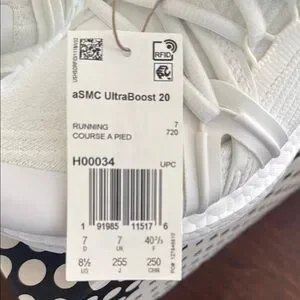 RFID
aSMC UltraBoost 20
RUNNING 7
COURSE A PIED 720
H00034 UPC
1 91985 11517 6
7 7 40⅔
D UK F
8½ 255 250
US J CHN